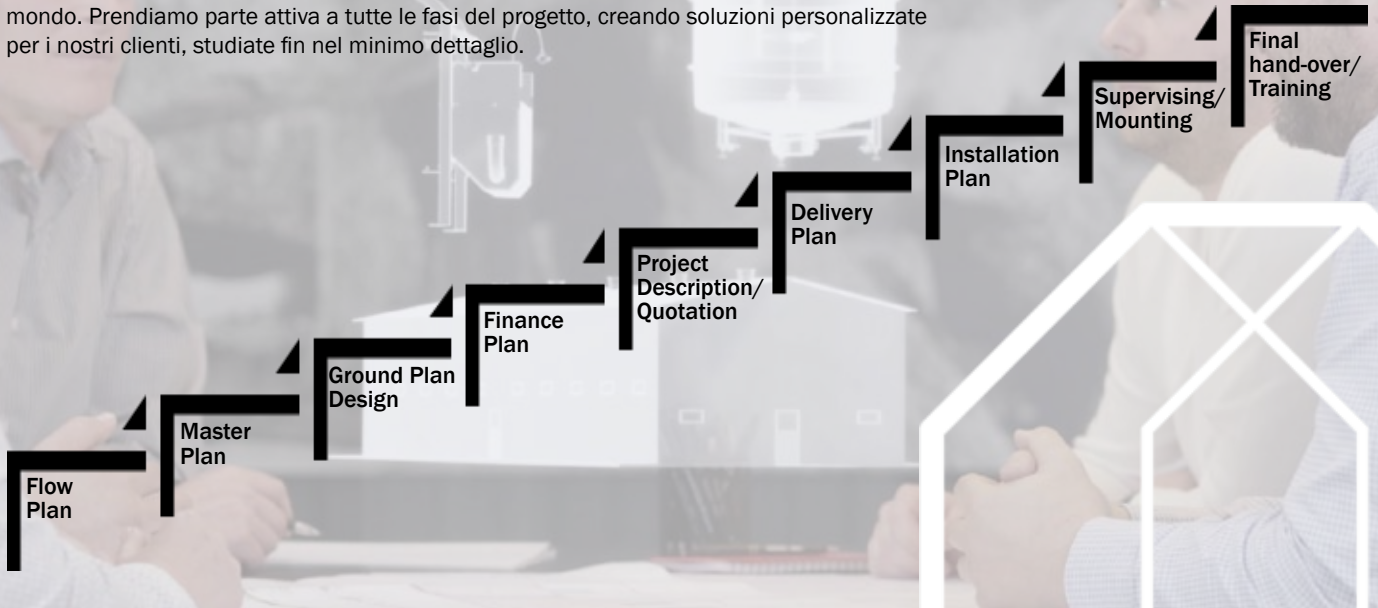 mondo. Prendiamo parte attiva a tutte le fasi del progetto, creando soluzioni personalizzate
per i nostri clienti, studiate fin nel minimo dettaglio.
Flow
Plan
Master
Plan
Ground Plan
Design
Finance
Plan
Project
Description/
Quotation
Delivery
Plan
Installation
Plan
Supervising/
Mounting
Final
hand-over/
Training